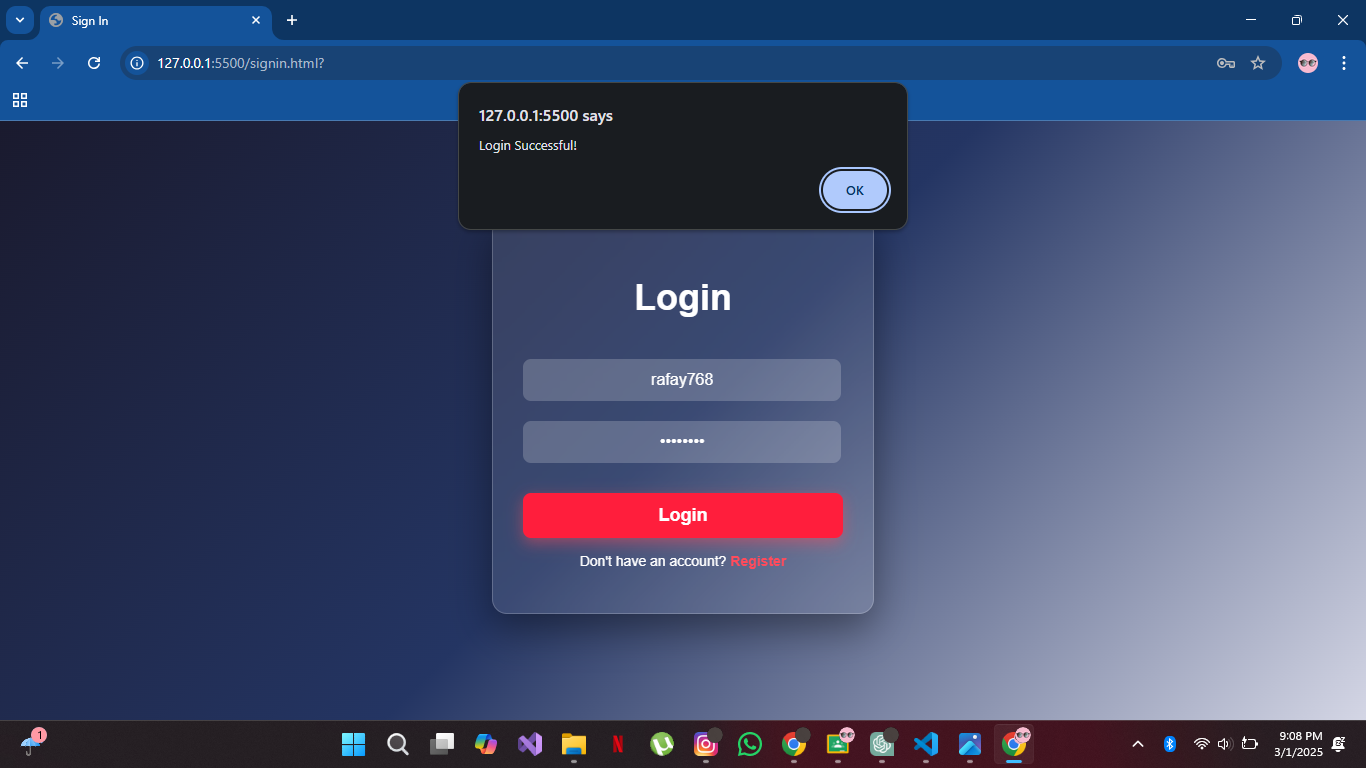 Sign In
127.0.0.1:5500/signin.html?
127.0.0.1:5500 says
Login Successful!
OK
Login
rafay768
••••••••
Login
Don't have an account? Register
1
N
9:08 PM
3/1/2025